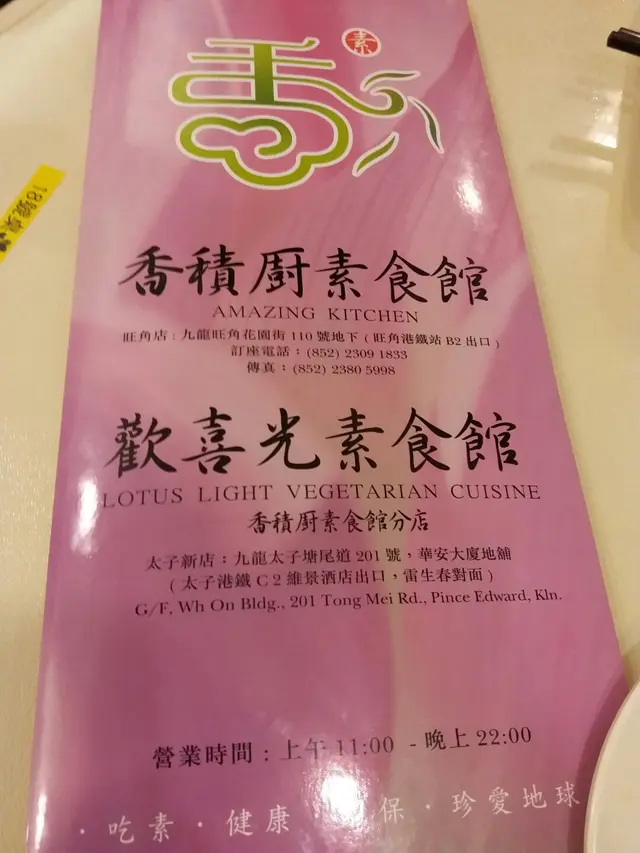 素
香積厨素食館
AMAZING KITCHEN
旺角店：九龍旺角花園街 110 號地下 ( 旺角港鐵站 B2 出口 )
訂座電話：(852) 2309 1833
傳真：(852) 2380 5998
歡喜光素食館
LOTUS LIGHT VEGETARIAN CUISINE
香積厨素食館分店
太子新店：九龍太子塘尾道 201 號，華安大廈地舖
( 太子港鐵 C 2 維景酒店出口，雷生春對面 )
G/F, Wh On Bldg., 201 Tong Mei Rd., Pince Edward, Kln.
營業時間：上午 11:00 - 晚上 22:00
· 吃素 · 健康 保 · 珍愛地球